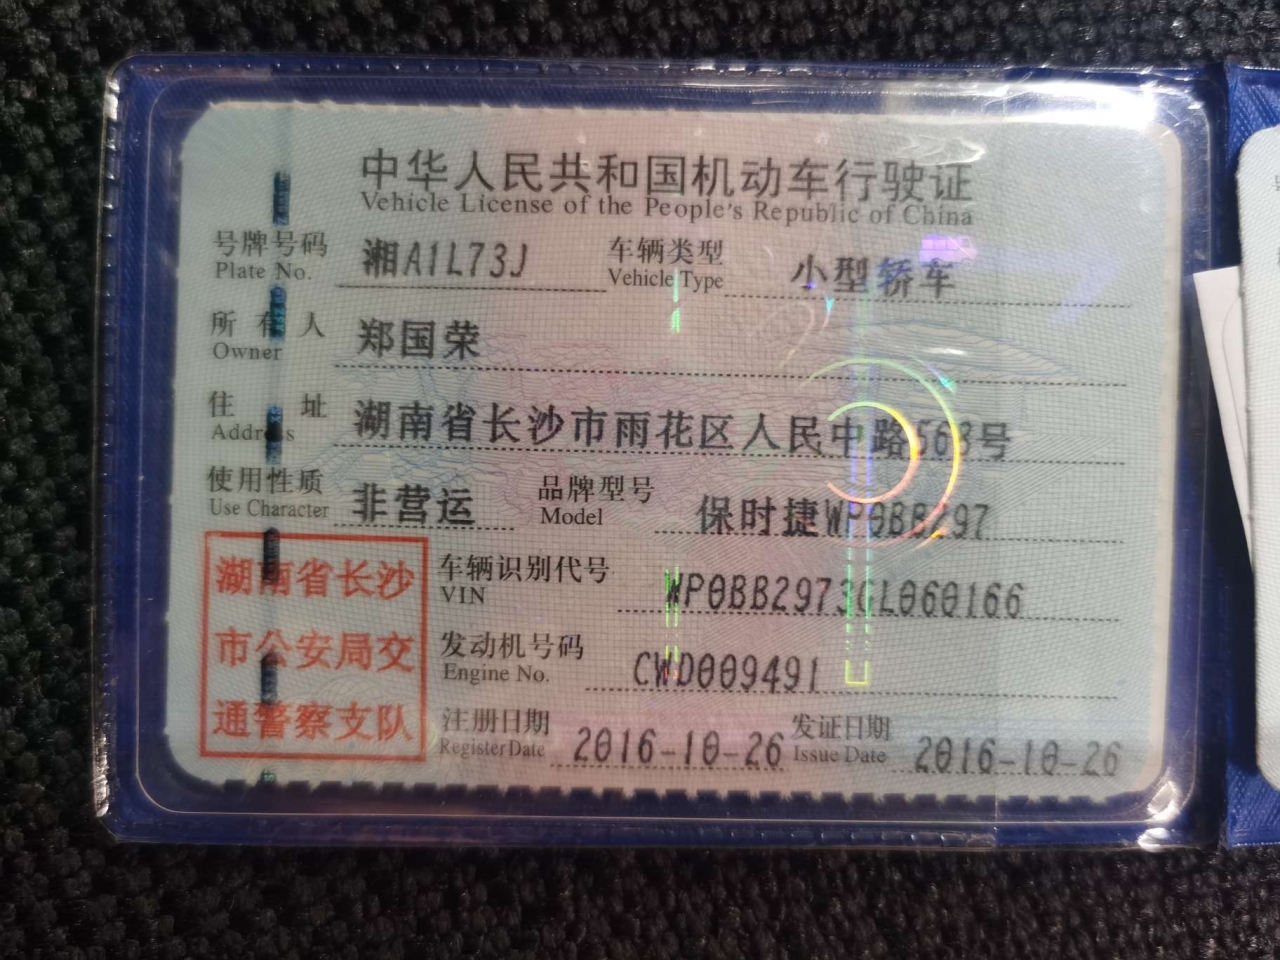 中华人民共和国机动车行驶证
Vehicle License of the People's Republic of China
号牌号码 湘A1L73J 车辆类型 小型轿车
Plate No. Vehicle Type
所有人 郑国荣
Owner
住址 湖南省长沙市雨花区人民中路568号
Address
使用性质 非营运 品牌型号 保时捷WP0BB297
Use Character Model
湖南省长沙 车辆识别代号 WP0BB2973GL060166
VIN
市公安局交 发动机号码 CWD009491
Engine No.
通警察支队 注册日期 2016-10-26 发证日期 2016-10-26
Register Date Issue Date